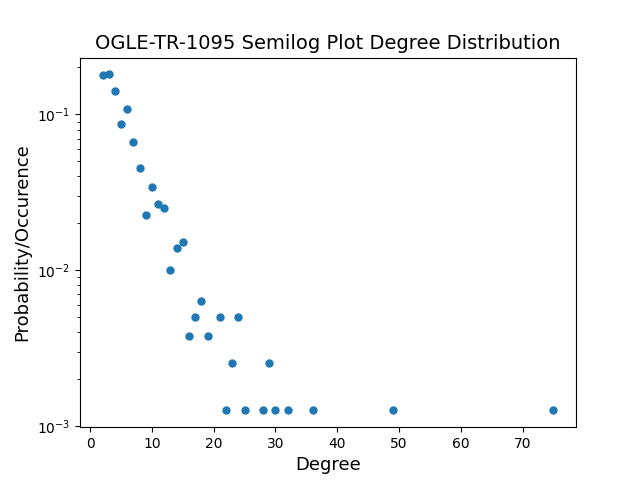 OGLE-TR-1095 Semilog Plot Degree Distribution
Probability/Occurence
10⁻¹
10⁻²
10⁻³
0 10 20 30 40 50 60 70
Degree